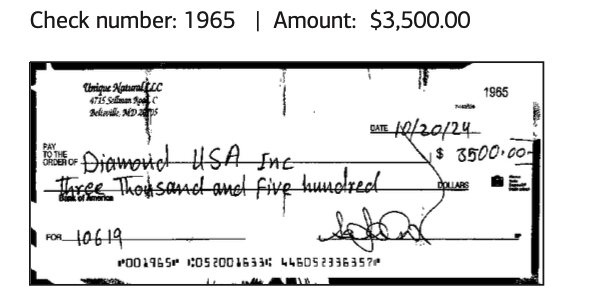 Check number: 1965 | Amount: $3,500.00
Unique Natural LLC
4715 Sellman Road, C
Beltsville, MD 20705
1965
DATE 10/20/24
PAY TO THE ORDER OF Diamond USA Inc $ 3500.00
Three Thousand and five hundred DOLLARS
Bank of America
FOR 10619
⑈001965⑈ ⑆052001633⑆ 446052336357⑈